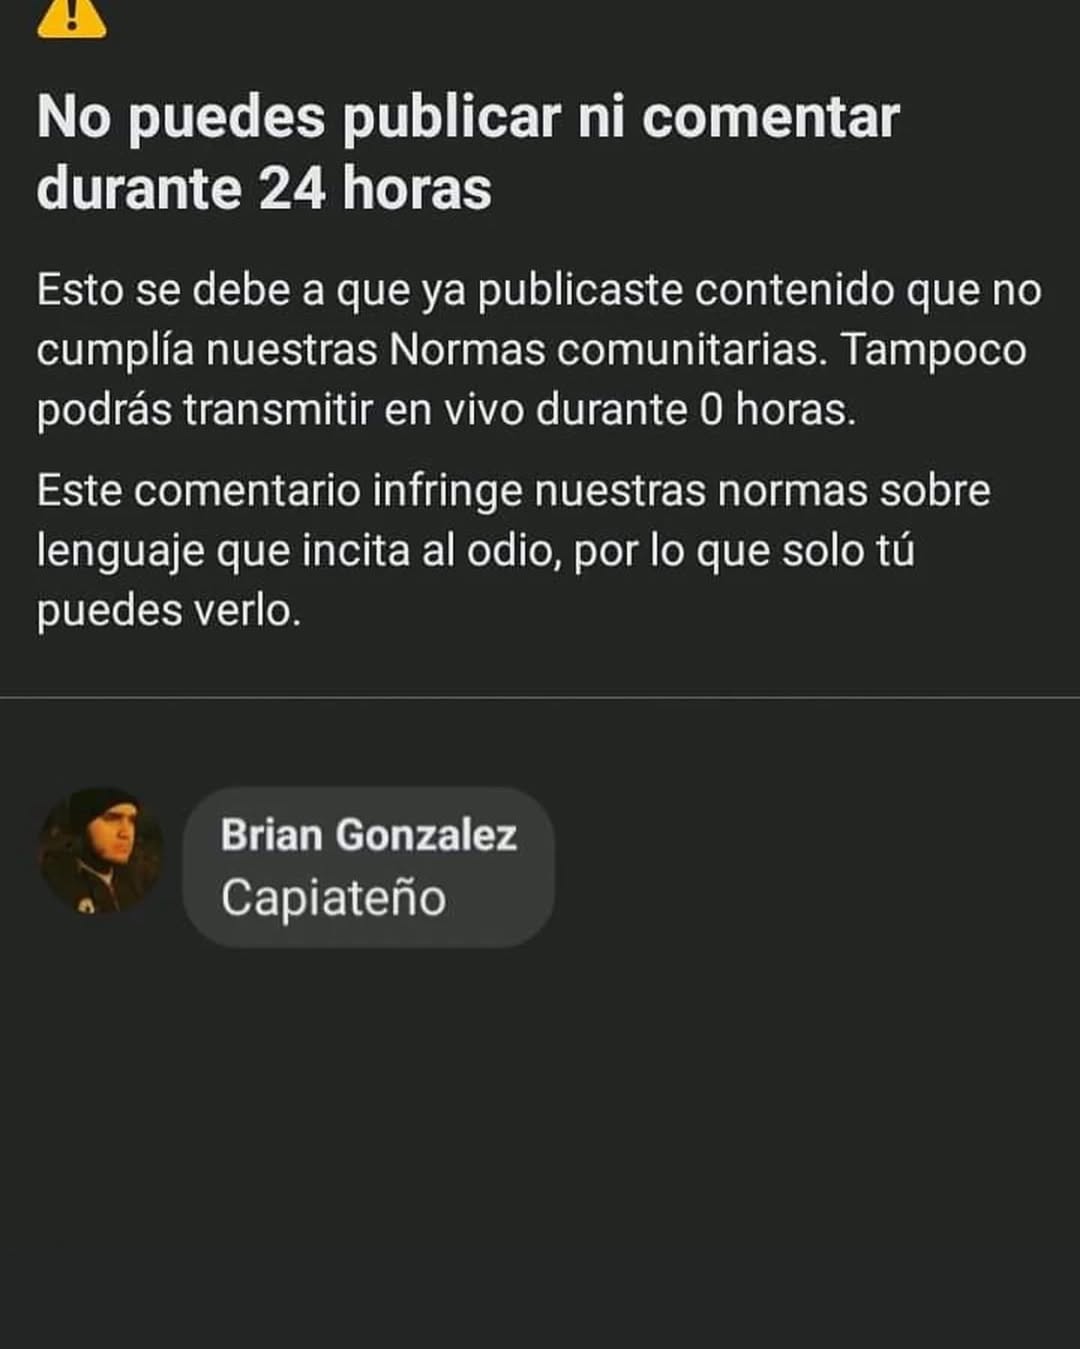 No puedes publicar ni comentar
durante 24 horas
Esto se debe a que ya publicaste contenido que no
cumplía nuestras Normas comunitarias. Tampoco
podrás transmitir en vivo durante 0 horas.
Este comentario infringe nuestras normas sobre
lenguaje que incita al odio, por lo que solo tú
puedes verlo.
Brian Gonzalez
Capiateño